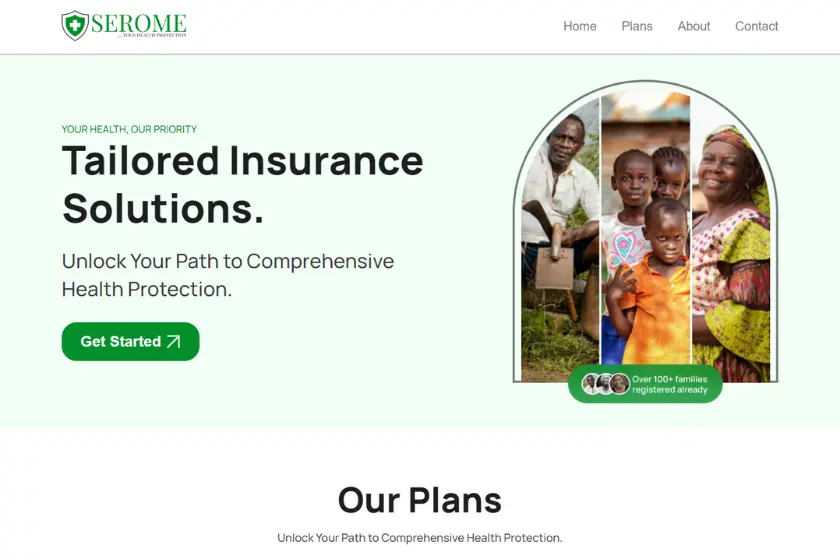 SEROME
...YOUR HEALTH PROTECTION
Home Plans About Contact
YOUR HEALTH, OUR PRIORITY
Tailored Insurance
Solutions.
Unlock Your Path to Comprehensive
Health Protection.
Get Started
Over 100+ families
registered already
Our Plans
Unlock Your Path to Comprehensive Health Protection.